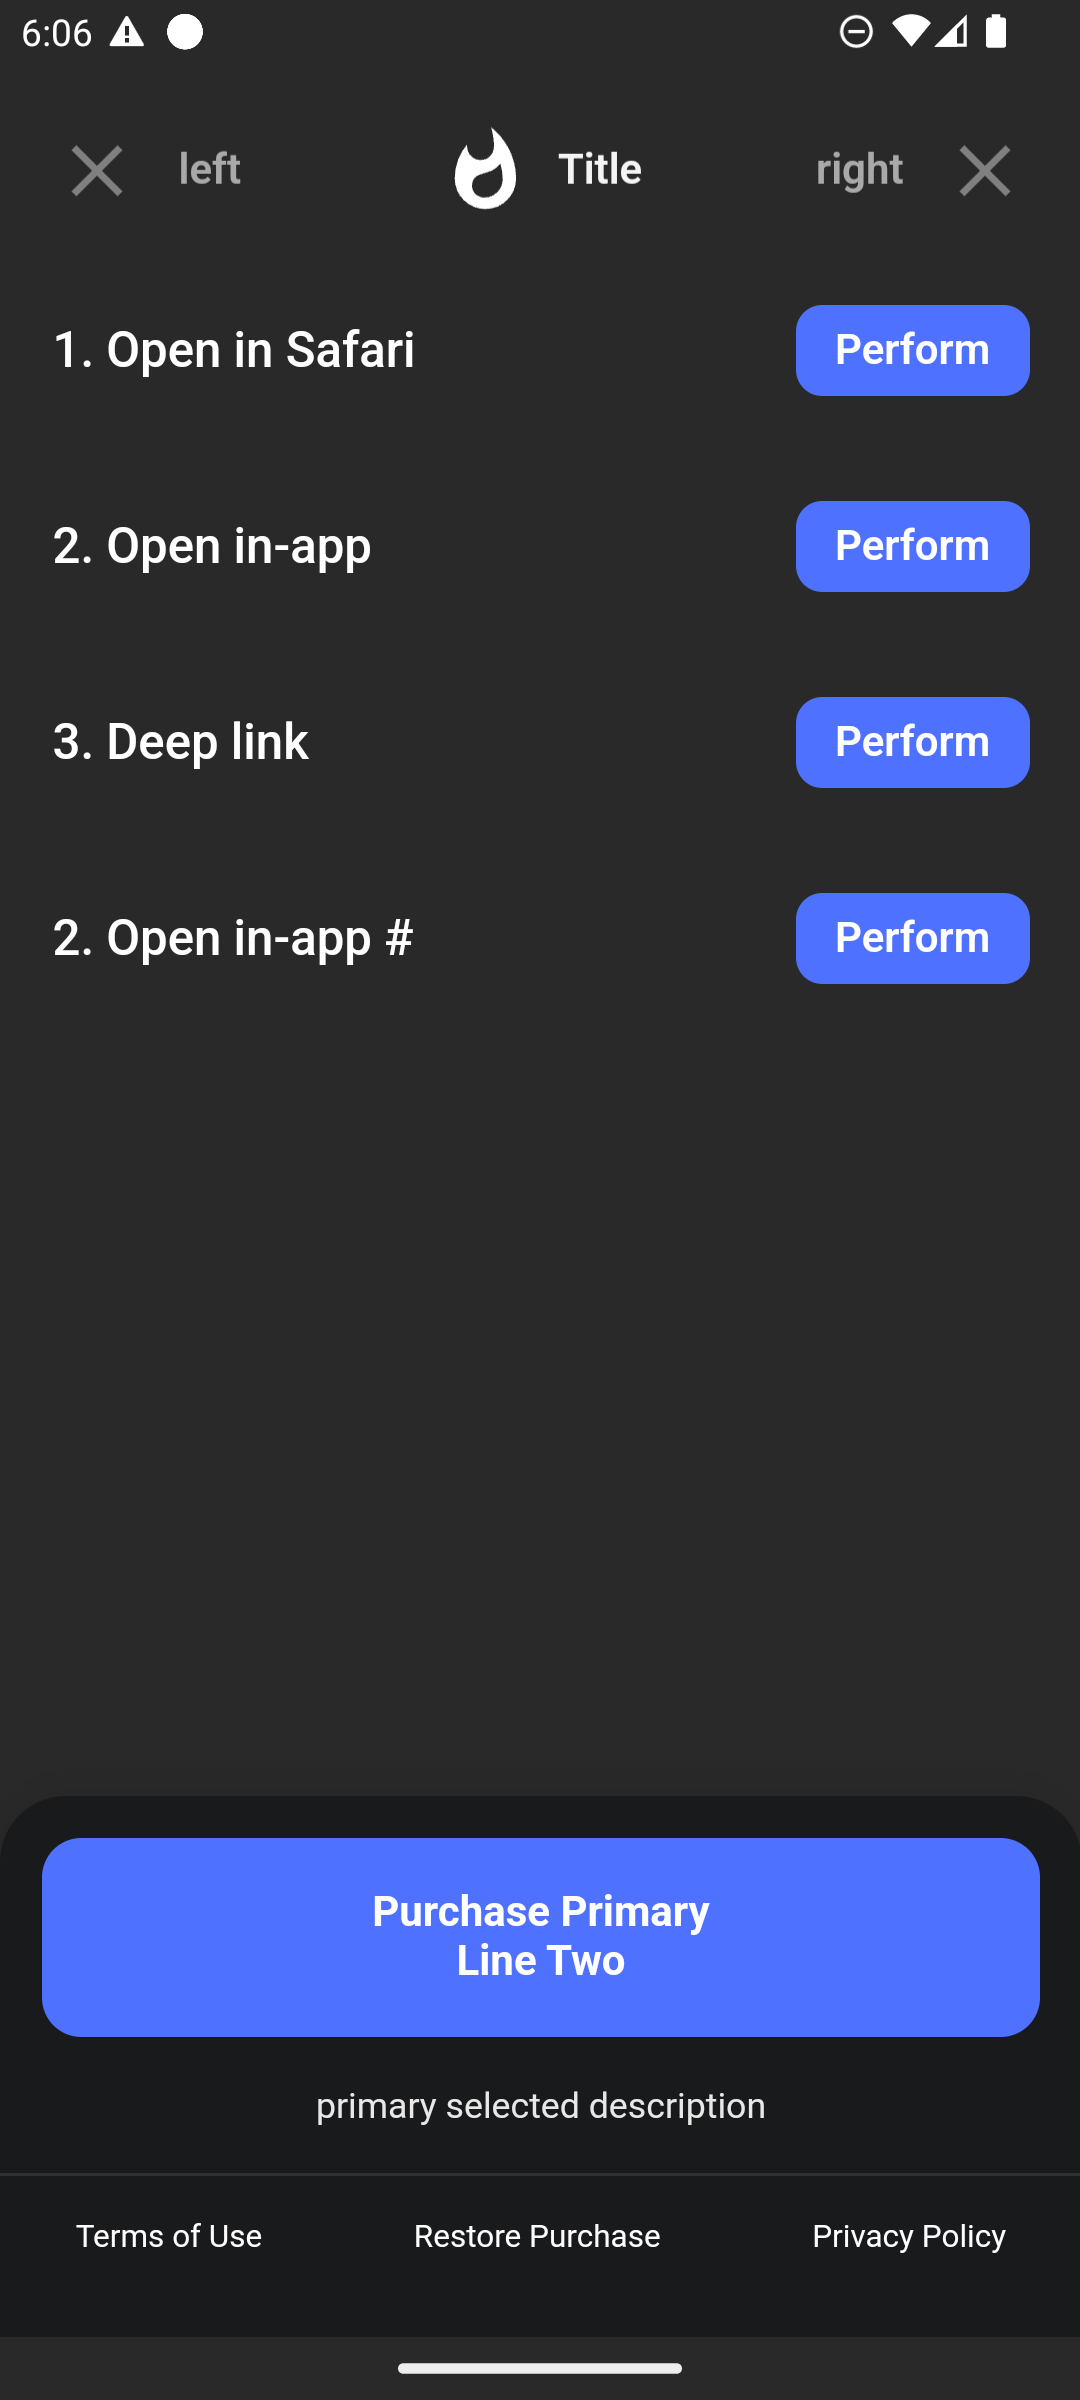 6:06
left
Title
right
1. Open in Safari
Perform
2. Open in-app
Perform
3. Deep link
Perform
2. Open in-app #
Perform
Purchase Primary
Line Two
primary selected description
Terms of Use
Restore Purchase
Privacy Policy